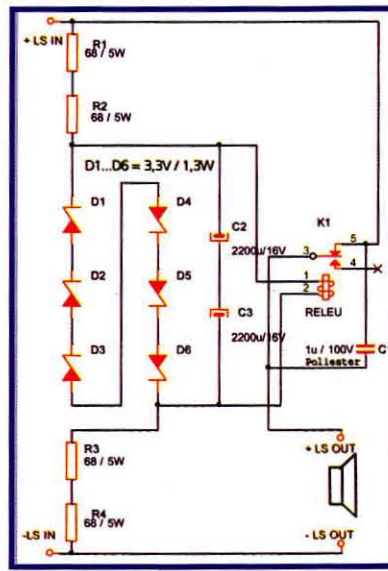 + LS IN
R1
68 / 5W
R2
68 / 5W
D1...D6 = 3,3V / 1,3W
D1
D4
C2
2200u/16V
K1
3
5
4
1
2
RELEU
D2
D5
C3
2200u/16V
D3
D6
1u / 100V
Poliester
R3
68 / 5W
+ LS OUT
R4
68 / 5W
-LS IN
- LS OUT